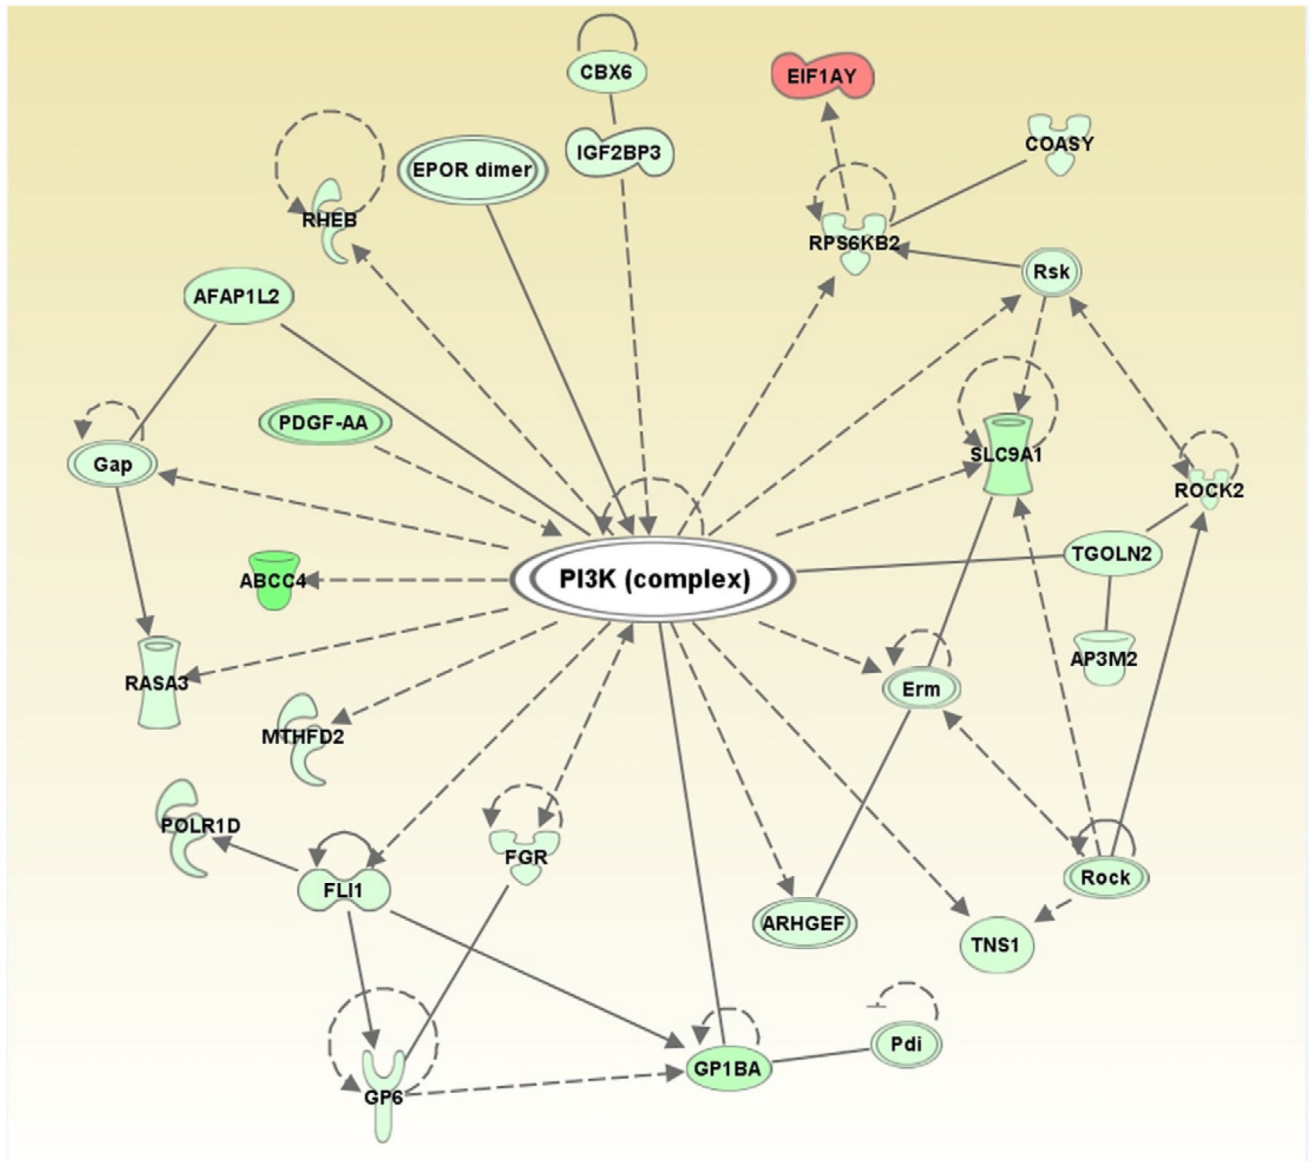 CBX6
EIF1AY
COASY
IGF2BP3
EPOR dimer
RHEB
RPS6KB2
Rsk
AFAP1L2
PDGF-AA
SLC9A1
Gap
ROCK2
TGOLN2
PI3K (complex)
ABCC4
AP3M2
RASA3
Erm
MTHFD2
POLR1D
FGR
Rock
FLI1
ARHGEF
TNS1
Pdi
GP1BA
GP6